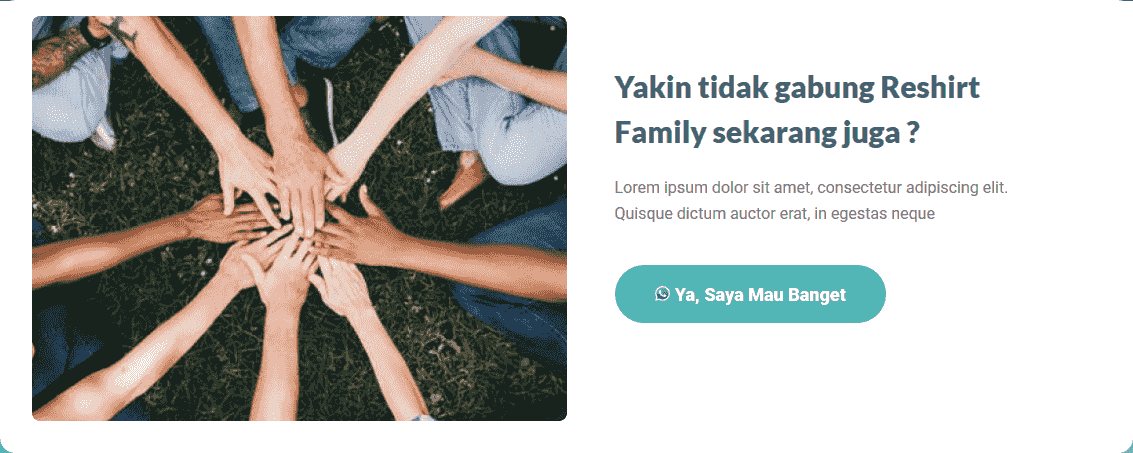 Yakin tidak gabung Reshirt
Family sekarang juga ?
Lorem ipsum dolor sit amet, consectetur adipiscing elit.
Quisque dictum auctor erat, in egestas neque
Ya, Saya Mau Banget